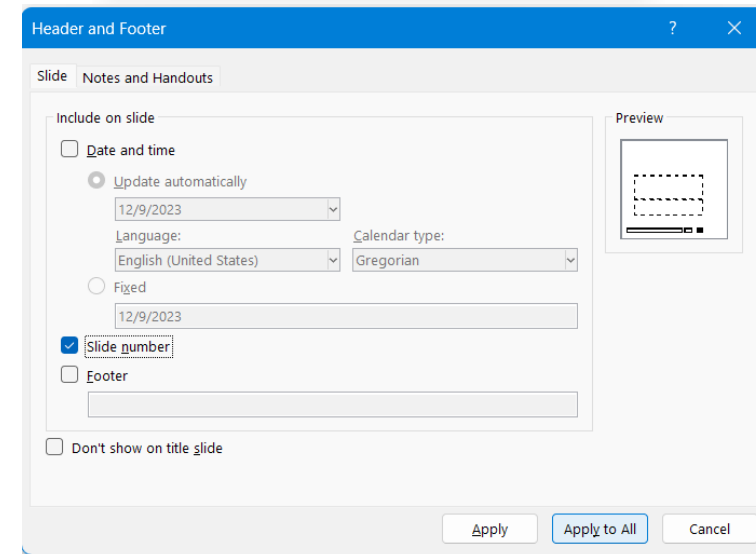 Header and Footer ?
Slide Notes and Handouts
Include on slide
Preview
Date and time
Update automatically
12/9/2023
Language: Calendar type:
English (United States) Gregorian
Fixed
12/9/2023
Slide number
Footer
Don't show on title slide
Apply Apply to All Cancel